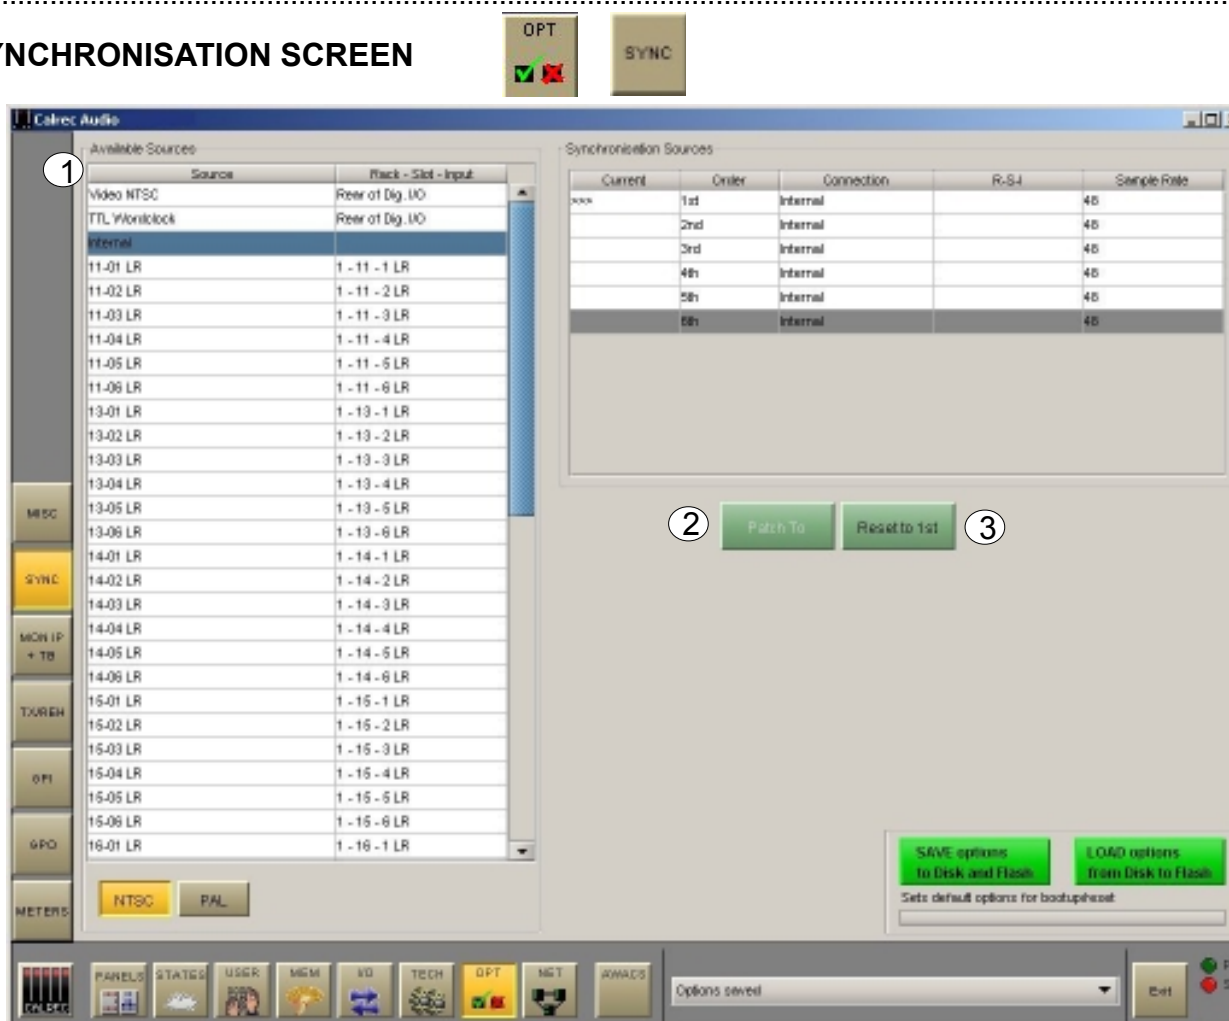 YNCHRONISATION SCREEN
OPT
SYNC
Calrec Audio
Available Sources
1
Source Rack - Slot - Input
Video NTSC Rear of Dig. I/O
TTL Wordclock Rear of Dig. I/O
Internal
11-01 LR 1 - 11 - 1 LR
11-02 LR 1 - 11 - 2 LR
11-03 LR 1 - 11 - 3 LR
11-04 LR 1 - 11 - 4 LR
11-05 LR 1 - 11 - 5 LR
11-06 LR 1 - 11 - 6 LR
13-01 LR 1 - 13 - 1 LR
13-02 LR 1 - 13 - 2 LR
13-03 LR 1 - 13 - 3 LR
13-04 LR 1 - 13 - 4 LR
13-05 LR 1 - 13 - 5 LR
13-06 LR 1 - 13 - 6 LR
14-01 LR 1 - 14 - 1 LR
14-02 LR 1 - 14 - 2 LR
14-03 LR 1 - 14 - 3 LR
14-04 LR 1 - 14 - 4 LR
14-05 LR 1 - 14 - 5 LR
14-06 LR 1 - 14 - 6 LR
15-01 LR 1 - 15 - 1 LR
15-02 LR 1 - 15 - 2 LR
15-03 LR 1 - 15 - 3 LR
15-04 LR 1 - 15 - 4 LR
15-05 LR 1 - 15 - 5 LR
15-06 LR 1 - 15 - 6 LR
16-01 LR 1 - 16 - 1 LR
NTSC PAL
Synchronisation Sources
Current Order Connection R-S-I Sample Rate
>>> 1st Internal 48
2nd Internal 48
3rd Internal 48
4th Internal 48
5th Internal 48
6th Internal 48
2 Patch To Reset to 1st 3
MISC
SYNC
MON IP
+ TB
TX/REH
GPI
GPO
METERS
SAVE options
to Disk and Flash
LOAD options
from Disk to Flash
Sets default options for bootup/reset
CALREC PANELS STATES USER MEM I/O TECH OPT NET AWACS
Options saved
Exit
P
S